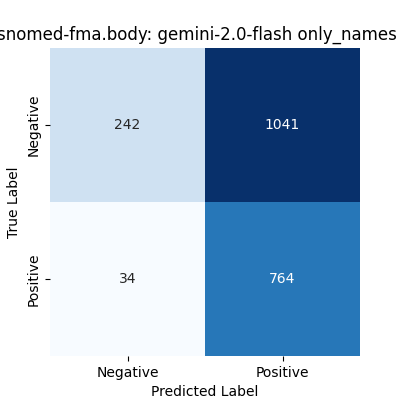 snomed-fma.body: gemini-2.0-flash only_names
True Label
Negative
242
1041
Positive
34
764
Negative
Positive
Predicted Label